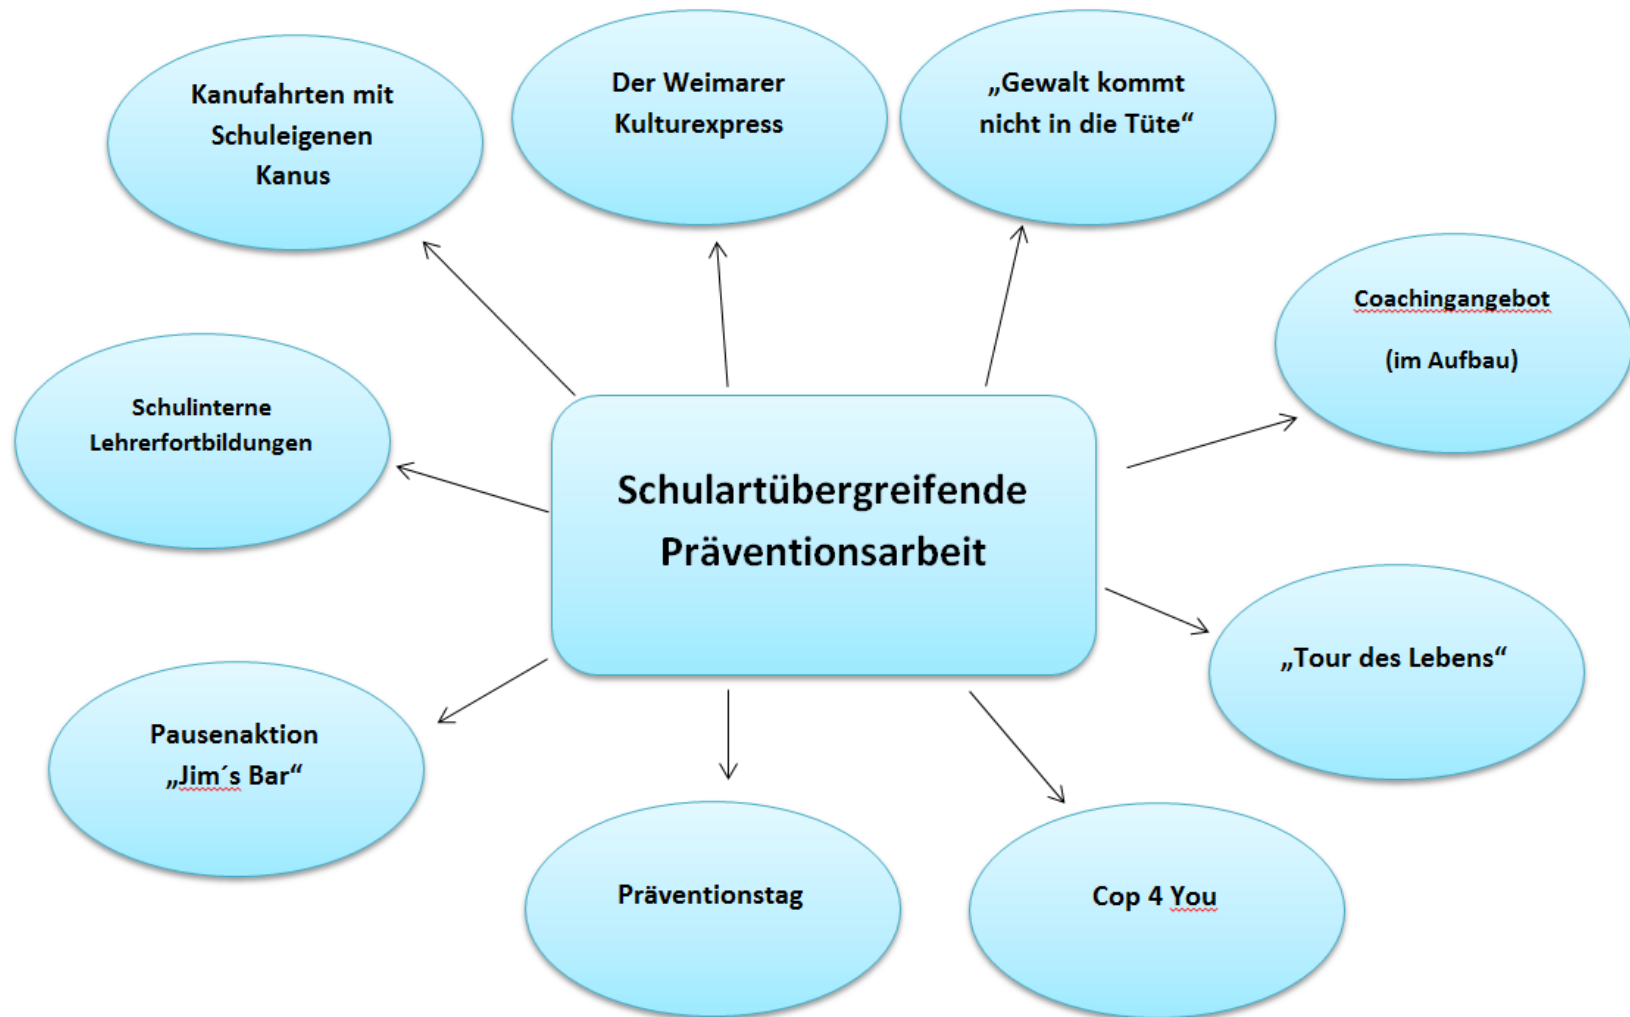 Kanufahrten mit
Schuleigenen
Kanus
Der Weimarer
Kulturexpress
„Gewalt kommt
nicht in die Tüte“
Coachingangebot
(im Aufbau)
Schulinterne
Lehrerfortbildungen
Schulartübergreifende
Präventionsarbeit
„Tour des Lebens“
Pausenaktion
„Jim´s Bar“
Präventionstag
Cop 4 You